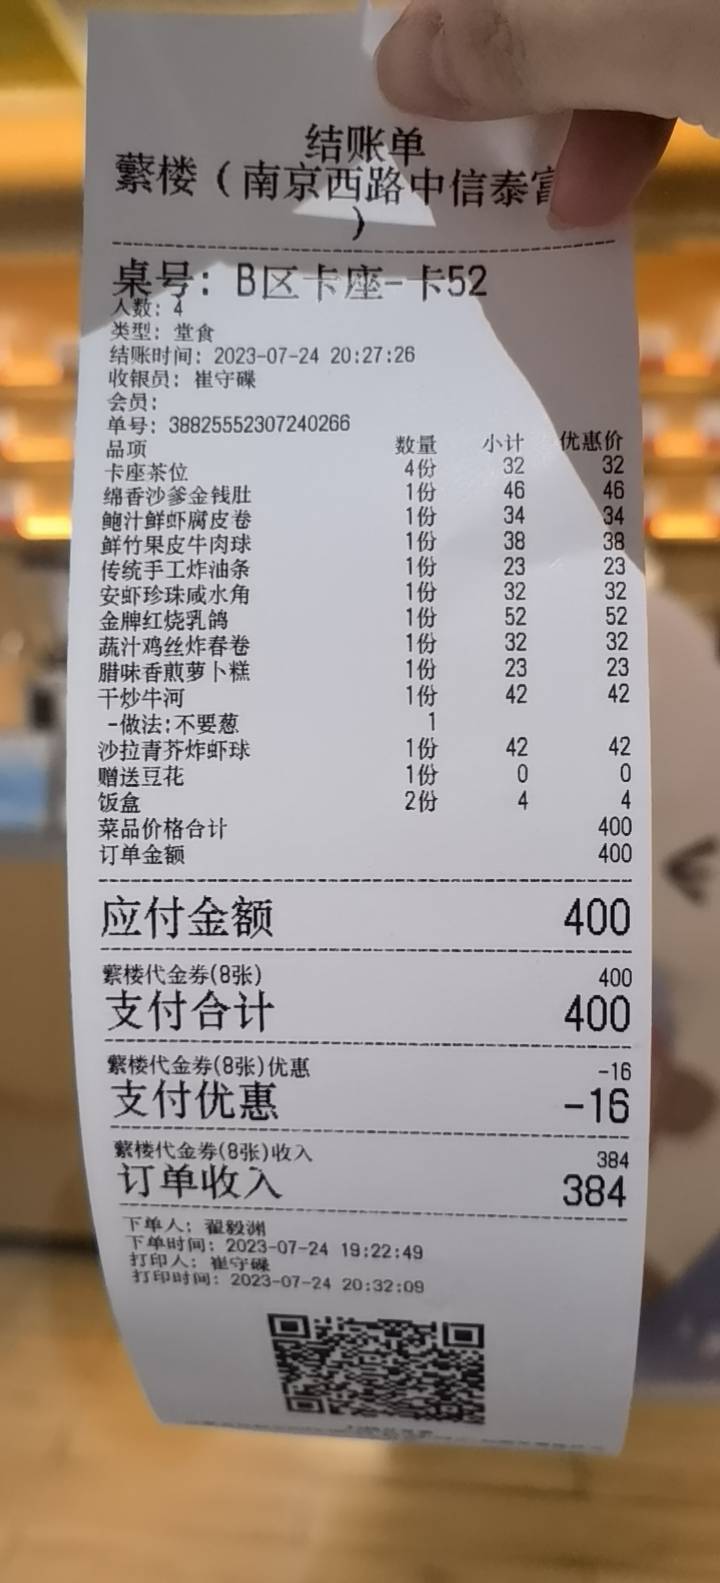 结账单
蘩楼（南京西路中信泰富
）
桌号: B区卡座-卡52
人数: 4
类型: 堂食
结账时间: 2023-07-24 20:27:26
收银员: 崔守碟
会员:
单号: 38825552307240266
品项 数量 小计 优惠价
卡座茶位 4份 32 32
绵香沙爹金钱肚 1份 46 46
鲍汁鲜虾腐皮卷 1份 34 34
鲜竹果皮牛肉球 1份 38 38
传统手工炸油条 1份 23 23
安虾珍珠咸水角 1份 32 32
金牌红烧乳鸽 1份 52 52
蔬汁鸡丝炸春卷 1份 32 32
腊味香煎萝卜糕 1份 23 23
干炒牛河 1份 42 42
-做法:不要葱 1
沙拉青芥炸虾球 1份 42 42
赠送豆花 1份 0 0
饭盒 2份 4 4
菜品价格合计 400
订单金额 400
应付金额 400
蘩楼代金券(8张) 400
支付合计 400
蘩楼代金券(8张)优惠 -16
支付优惠 -16
蘩楼代金券(8张)收入 384
订单收入 384
下单人: 翟毅渊
下单时间: 2023-07-24 19:22:49
打印人: 崔守碟
打印时间: 2023-07-24 20:32:09